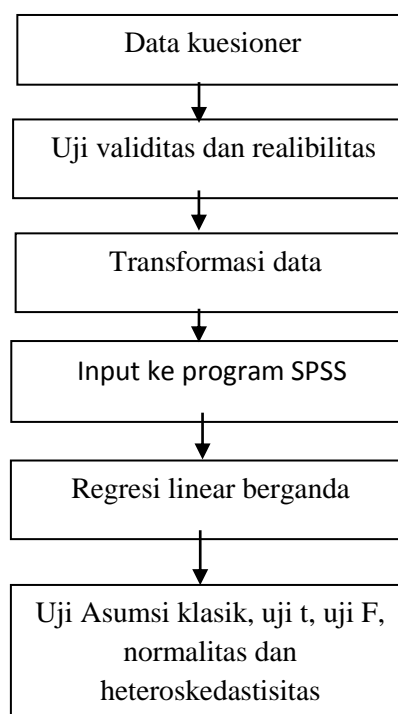 Data kuesioner
Uji validitas dan realibilitas
Transformasi data
Input ke program SPSS
Regresi linear berganda
Uji Asumsi klasik, uji t, uji F,
normalitas dan
heteroskedastisitas